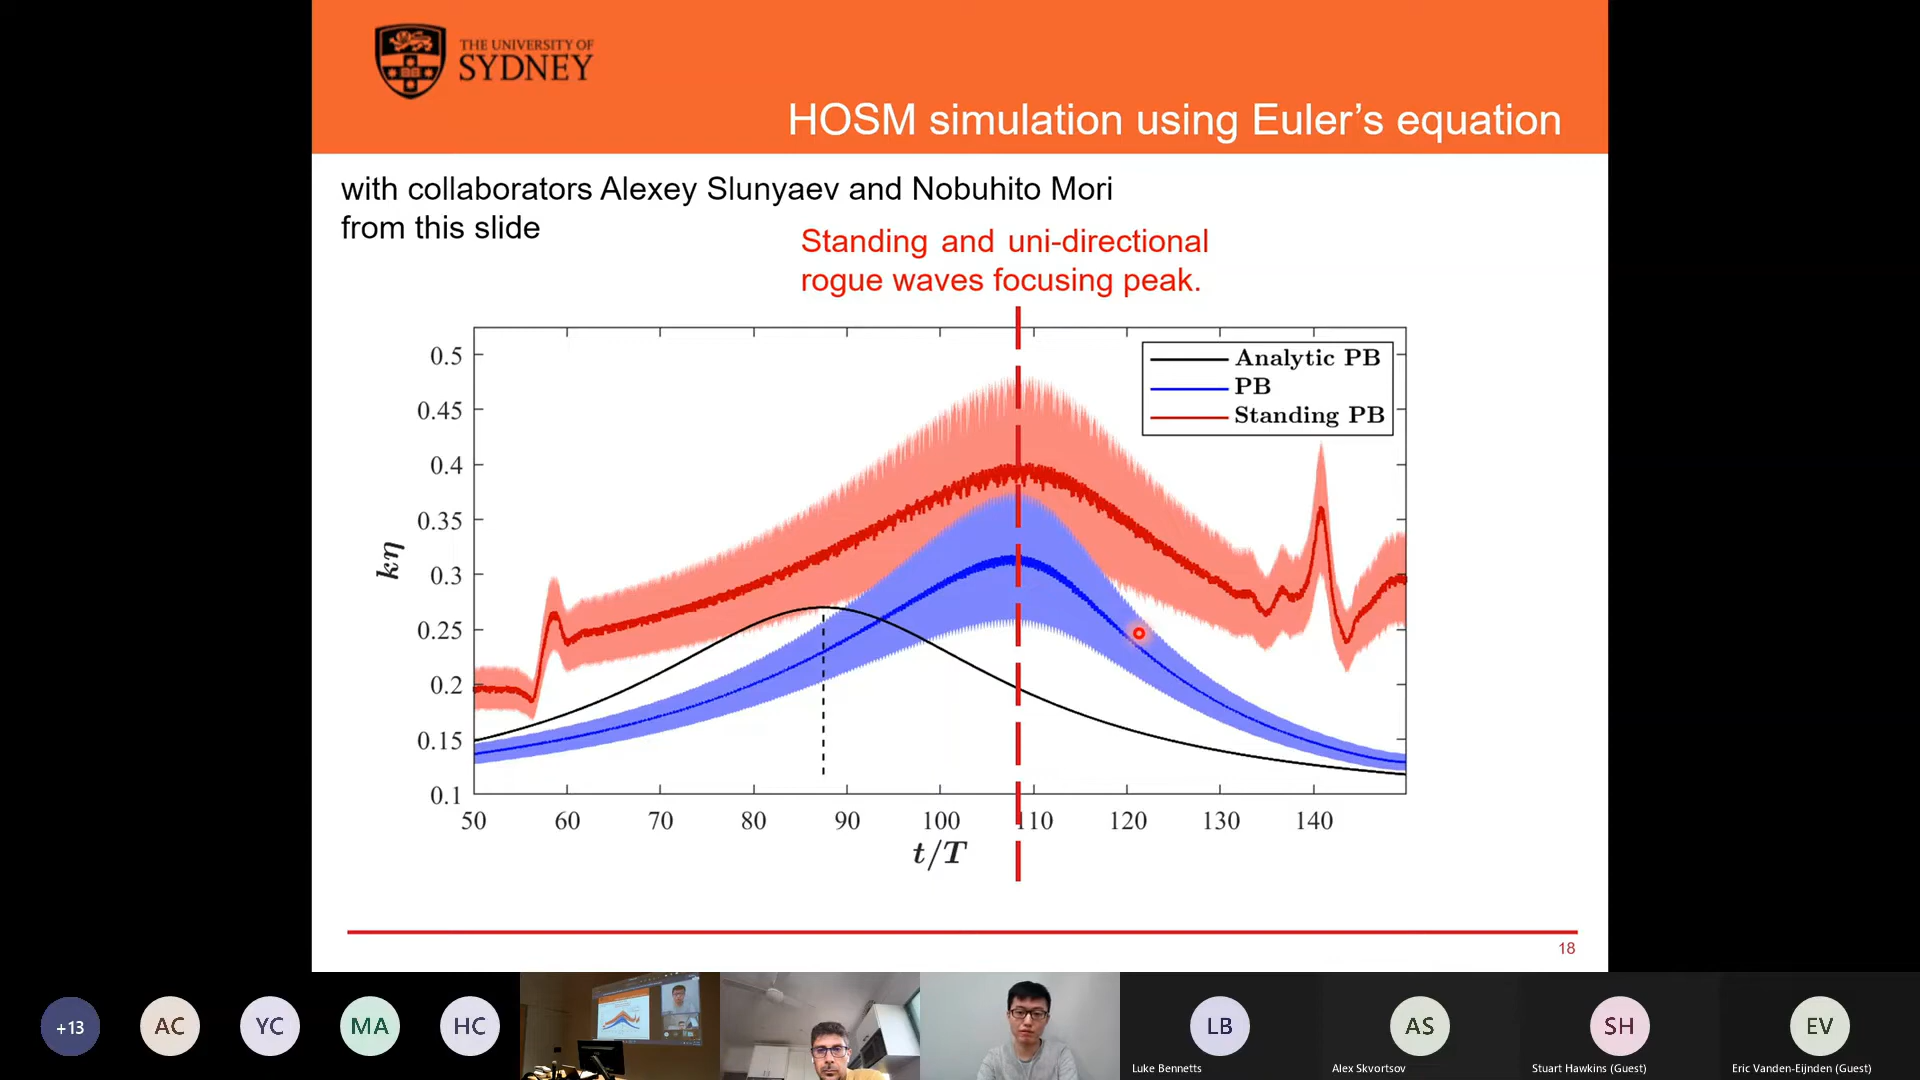 THE UNIVERSITY OF
SYDNEY
HOSM simulation using Euler’s equation
with collaborators Alexey Slunyaev and Nobuhito Mori
from this slide
Standing and uni-directional
rogue waves focusing peak.
Analytic PB
PB
Standing PB
0.5
0.45
0.4
0.35
0.3
0.25
0.2
0.15
0.1
kη
50 60 70 80 90 100 110 120 130 140
t/T
18
+13
AC
YC
MA
HC
LB
Luke Bennetts
AS
Alex Skvortsov
SH
Stuart Hawkins (Guest)
EV
Eric Vanden-Eijnden (Guest)